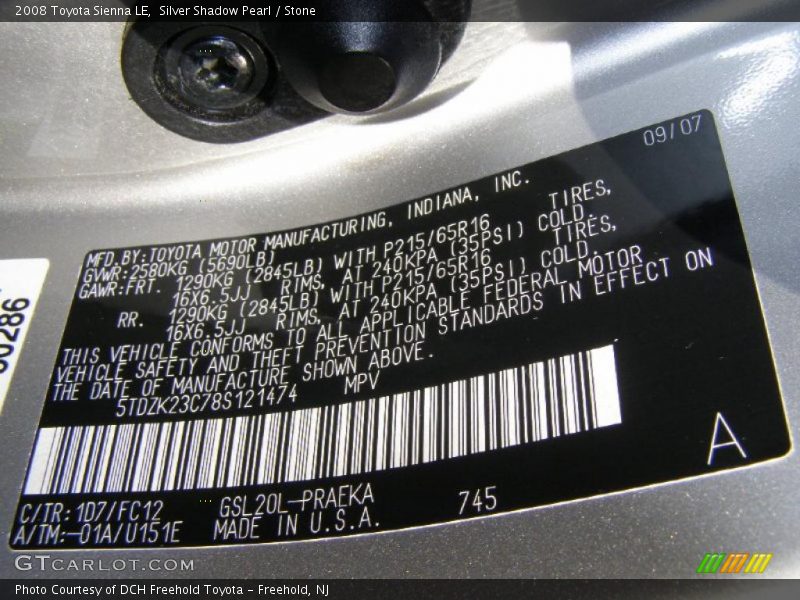 2008 Toyota Sienna LE, Silver Shadow Pearl / Stone
09/07
MFD.BY:TOYOTA MOTOR MANUFACTURING, INDIANA, INC.
GVWR:2580KG (5690LB)
GAWR:FRT. 1290KG (2845LB) WITH P215/65R16 TIRES,
16X6.5JJ RIMS, AT 240KPA (35PSI) COLD.
RR. 1290KG (2845LB) WITH P215/65R16 TIRES,
16X6.5JJ RIMS, AT 240KPA (35PSI) COLD.
THIS VEHICLE CONFORMS TO ALL APPLICABLE FEDERAL MOTOR
VEHICLE SAFETY AND THEFT PREVENTION STANDARDS IN EFFECT ON
THE DATE OF MANUFACTURE SHOWN ABOVE.
5TDZK23C78S121474 MPV
A
C/TR:1D7/FC12 GSL20L-PRAEKA 745
A/TM:-01A/U151E MADE IN U.S.A.
00286
GTCARLOT.COM
Photo Courtesy of DCH Freehold Toyota - Freehold, NJ